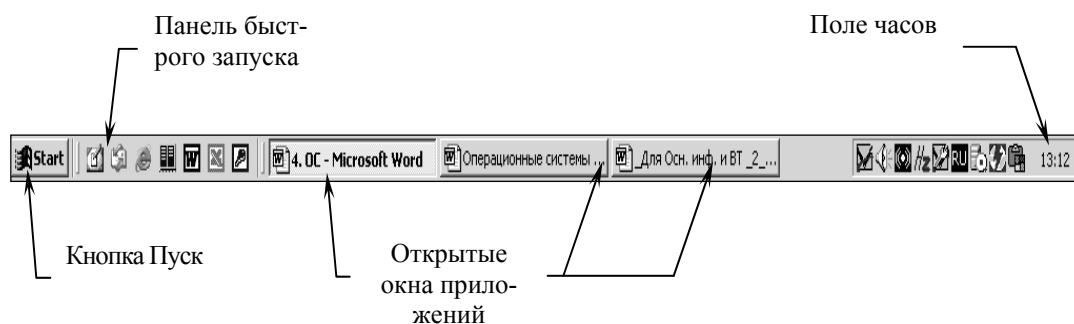 Панель быст-
рого запуска
Поле часов
Start
4. ОС - Microsoft Word
Операционные системы ...
_Для Осн. инф. и ВТ _2_...
Hz
RU
13:12
Кнопка Пуск
Открытые
окна прило-
жений